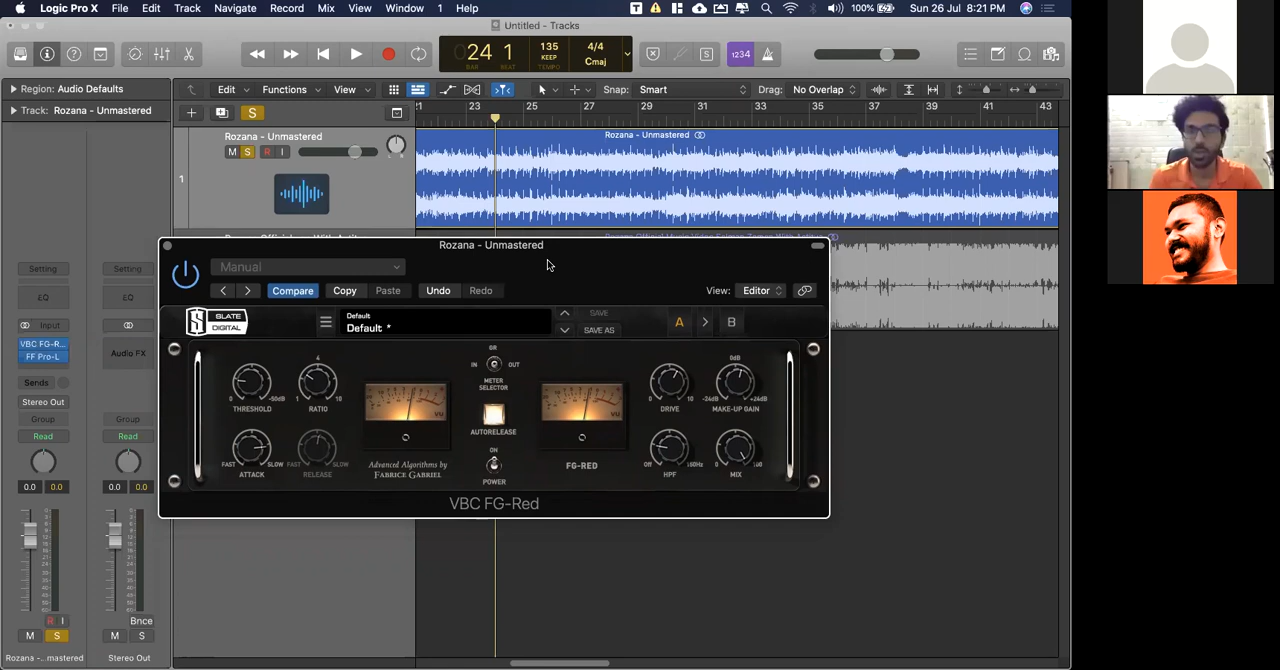 Logic Pro X File Edit Track Navigate Record Mix View Window 1 Help T 100% Sun 26 Jul 8:21 PM
Untitled - Tracks
24 1 135 4/4
KEEP Cmaj
BAR BEAT TEMPO
S 1234
Region: Audio Defaults
Edit Functions View Snap: Smart Drag: No Overlap
Track: Rozana - Unmastered
S
23 25 27 29 31 33 35 37 39 41 43
Rozana - Unmastered
M S R I
L R
Rozana - Unmastered
1
Rozana - Unmastered
Manual
Compare Copy Paste Undo Redo View: Editor
SLATE DIGITAL
Default
Default *
SAVE
SAVE AS
A B
GR
IN OUT
METER SELECTOR
AUTORELEASE
ON
POWER
0 -50dB
THRESHOLD
4
1 10
RATIO
FAST SLOW
ATTACK
FAST SLOW
RELEASE
VU
Advanced Algorithms by
FABRICE GABRIEL
VU
FG-RED
0 10
DRIVE
0dB
-24dB +24dB
MAKE-UP GAIN
Off 160Hz
HPF
0 100
MIX
VBC FG-Red
Setting Setting
EQ EQ
Input
VBC FG-R...
FF Pro-L
Audio FX
Sends
Stereo Out
Group Group
Read Read
0.0 0.0 0.0 0.0
R I Bnce
M S M S
Rozana -...mastered Stereo Out